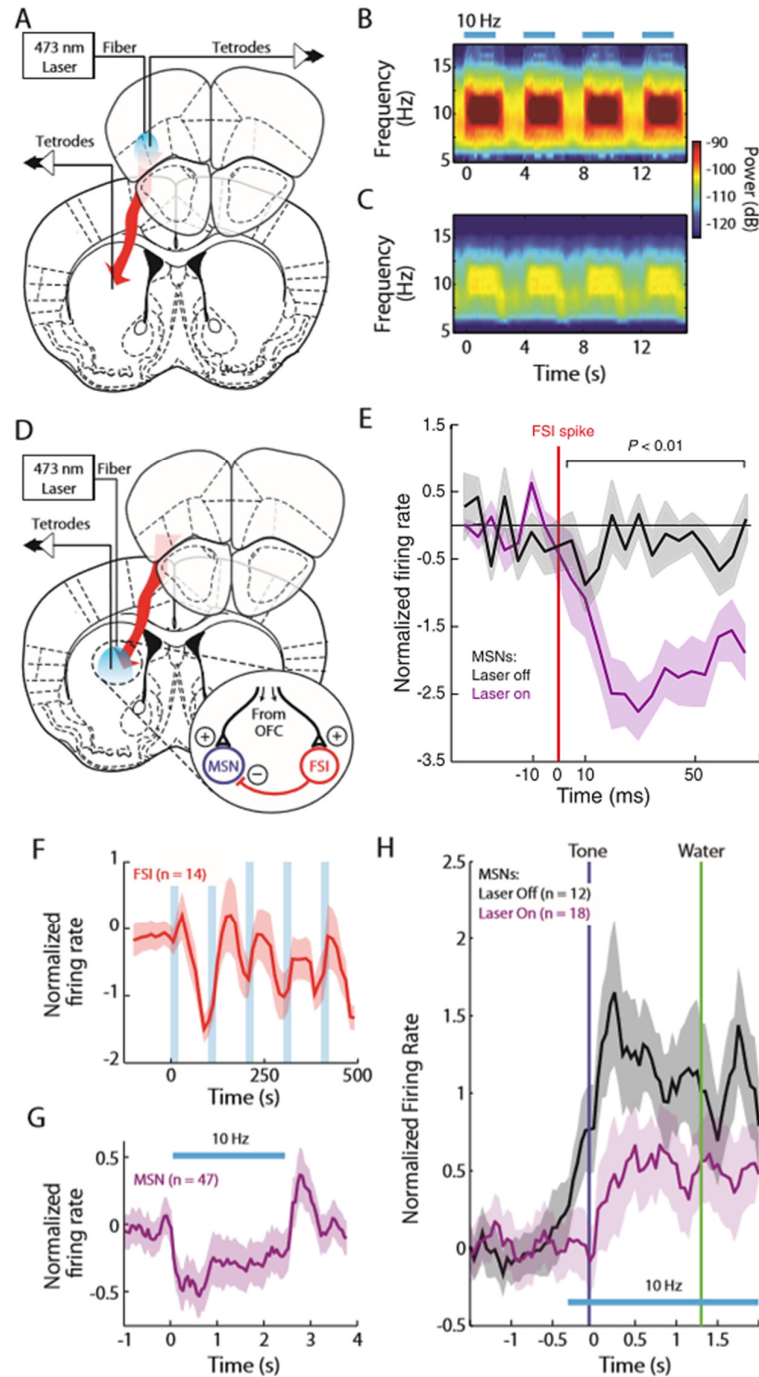 A
473 nm
Laser
Fiber
Tetrodes
Tetrodes
B
10 Hz
Frequency
(Hz)
15
10
5
0
4
8
12
C
Frequency
(Hz)
15
10
5
0
4
8
12
Time (s)
-90
-100
-110
-120
Power (dB)
D
473 nm
Laser
Fiber
Tetrodes
From
OFC
+
+
MSN
−
FSI
E
FSI spike
P < 0.01
Normalized firing rate
1.5
0.5
-0.5
-1.5
-2.5
-3.5
MSNs:
Laser off
Laser on
-10
0
10
50
Time (ms)
F
FSI (n = 14)
Normalized
firing rate
1
0
-1
-2
0
250
500
Time (s)
G
10 Hz
MSN (n = 47)
Normalized
firing rate
0.5
0
-0.5
-1
0
1
2
3
4
Time (s)
H
Tone
Water
MSNs:
Laser Off (n = 12)
Laser On (n = 18)
Normalized Firing Rate
2.5
2
1.5
1
0.5
0
-0.5
10 Hz
-1
-0.5
0
0.5
1
1.5
Time (s)